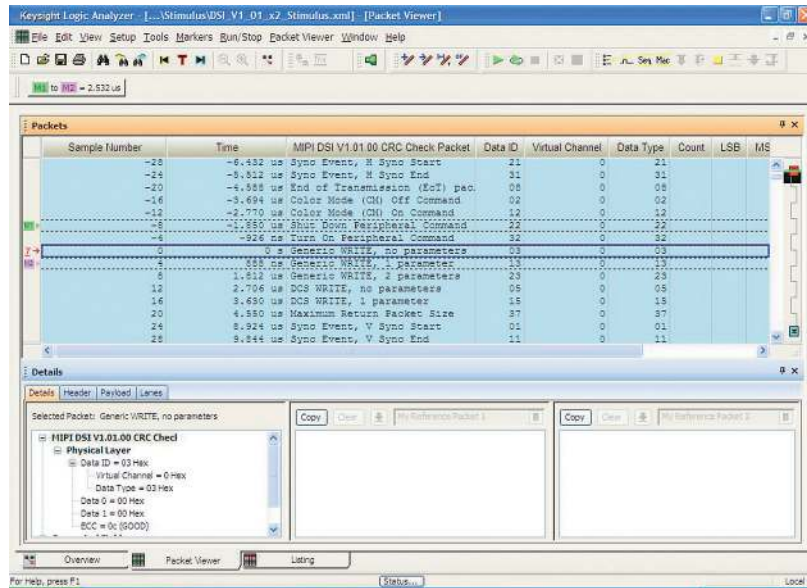 Keysight Logic Analyzer - [...\Stimulus\DSI_V1_01_x2_Stimulus.xml] - [Packet Viewer]
File Edit View Setup Tools Markers Run/Stop Packet Viewer Window Help
M1 to M2 = 2.532 us
Packets
Sample Number Time MIPI DSI V1.01.00 CRC Check Packet Data ID Virtual Channel Data Type Count LSB MS
-28 -6.432 us Sync Event, H Sync Start 21 0 21
-24 -5.512 us Sync Event, H Sync End 31 0 31
-20 -4.588 us End of Transmission (EoT) pac. 08 0 08
-16 -3.694 us Color Mode (CM) Off Command 02 0 02
-12 -2.770 us Color Mode (CM) On Command 12 0 12
-8 -1.850 us Shut Down Peripheral Command 22 0 22
-4 -926 ns Turn On Peripheral Command 32 0 32
0 0 s Generic WRITE, no parameters 03 0 03
4 888 ns Generic WRITE, 1 parameter 13 0 13
8 1.812 us Generic WRITE, 2 parameters 23 0 23
12 2.706 us DCS WRITE, no parameters 05 0 05
16 3.630 us DCS WRITE, 1 parameter 15 0 15
20 4.550 us Maximum Return Packet Size 37 0 37
24 8.924 us Sync Event, V Sync Start 01 0 01
28 9.844 us Sync Event, V Sync End 11 0 11
Details
Details Header Payload Lanes
Selected Packet: Generic WRITE, no parameters
Copy Clear My Reference Packet 1
Copy Clear My Reference Packet 2
MIPI DSI V1.01.00 CRC Checl
Physical Layer
Data ID = 03 Hex
Virtual Channel = 0 Hex
Data Type = 03 Hex
Data 0 = 00 Hex
Data 1 = 00 Hex
ECC = 0c (GOOD)
Overview Packet Viewer Listing
For Help, press F1 Status... Local